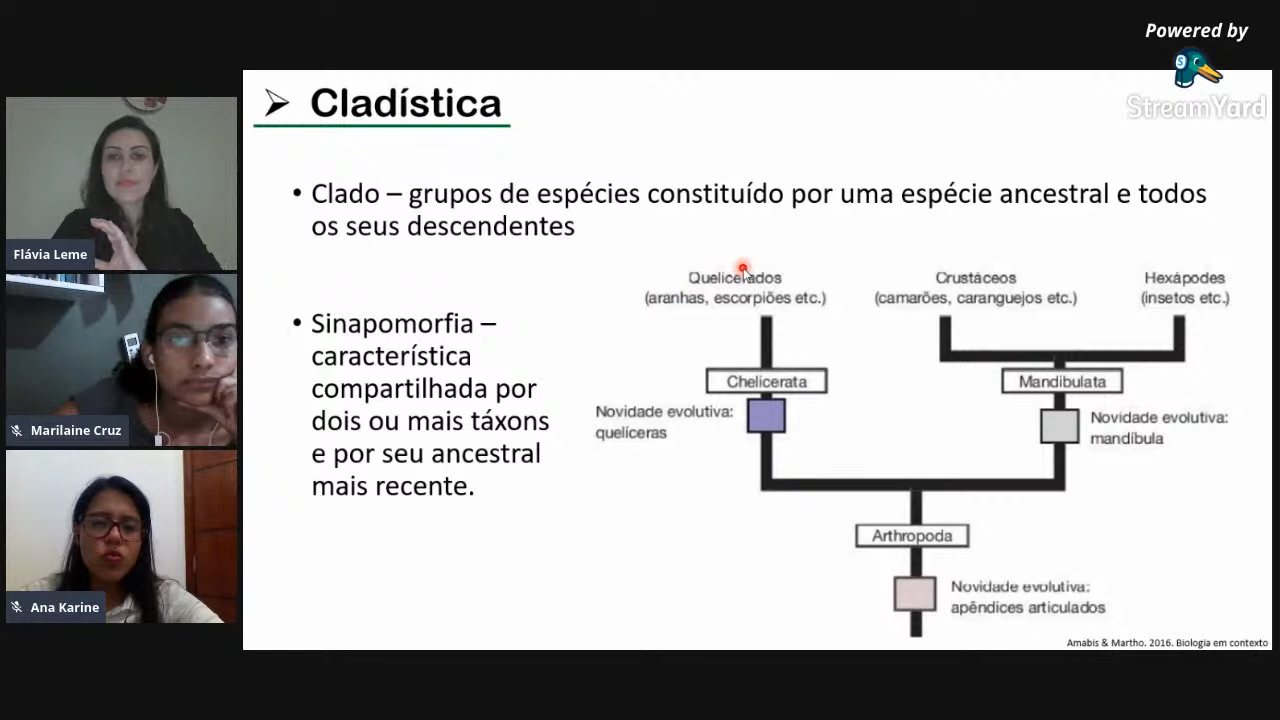 Powered by
StreamYard
Cladística
• Clado – grupos de espécies constituído por uma espécie ancestral e todos
os seus descendentes
• Sinapomorfia –
característica
compartilhada por
dois ou mais táxons
e por seu ancestral
mais recente.
Quelicerados
(aranhas, escorpiões etc.)
Crustáceos
(camarões, caranguejos etc.)
Hexápodes
(insetos etc.)
Chelicerata
Mandibulata
Novidade evolutiva:
quelíceras
Novidade evolutiva:
mandíbula
Arthropoda
Novidade evolutiva:
apêndices articulados
Amabis & Martho. 2016. Biologia em contexto
Flávia Leme
Marilaine Cruz
Ana Karine